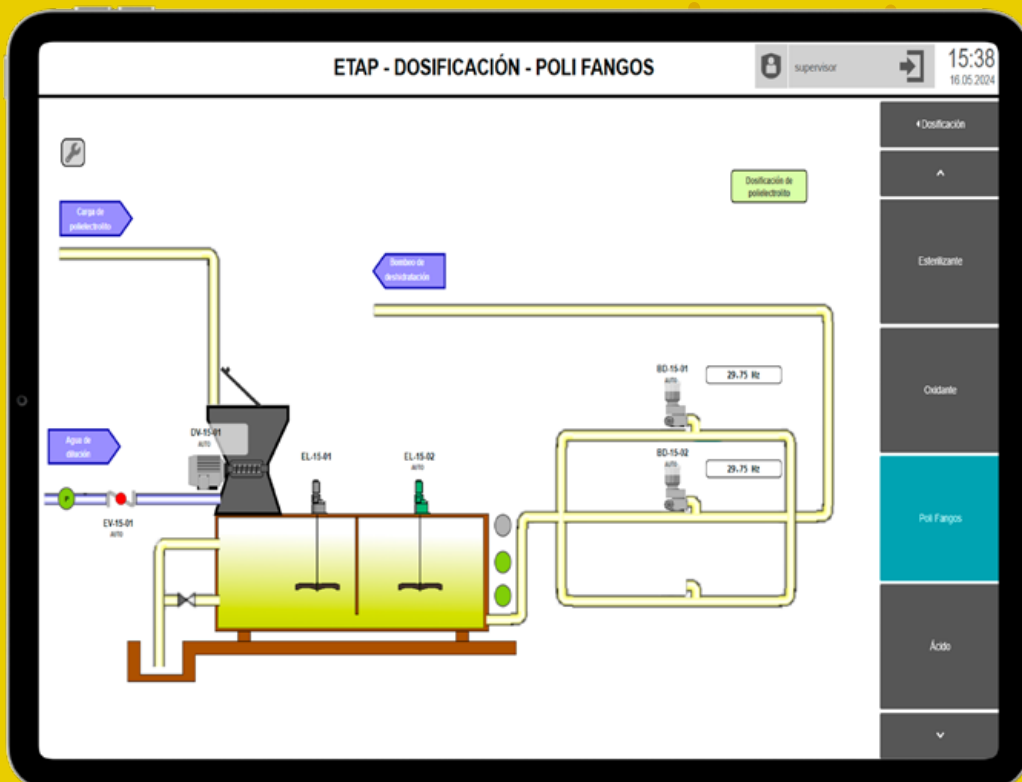 ETAP - DOSIFICACIÓN - POLI FANGOS
supervisor
15:38
16.05.2024
Dosificación
Dosificación de
polielectrolito
Carga de
polielectrolito
Bombeo de
deshidratación
Esterilizante
BD-15-01
AUTO
29.75 Hz
Oxidante
DV-15-01
AUTO
Agua de
dilución
EL-15-01
EL-15-02
AUTO
BD-15-02
AUTO
29.75 Hz
P
EV-15-01
AUTO
Poli Fangos
Ácido